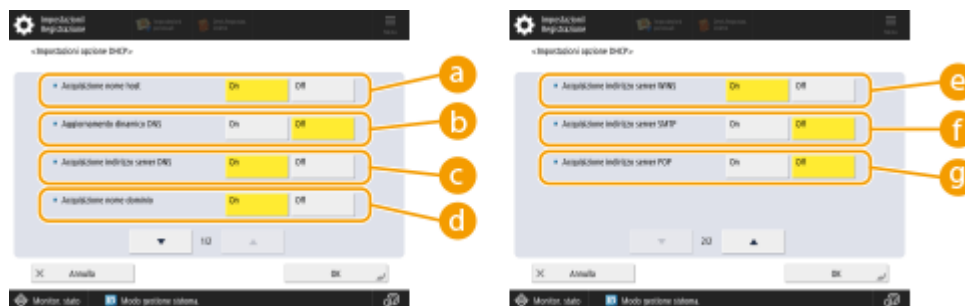 Impostazioni/
Registrazione
<Impostazioni opzione DHCP>
Acquisizione nome host
On
Off
a
Aggiornamento dinamico DNS
On
Off
b
Acquisizione indirizzo server DNS
On
Off
c
Acquisizione nome dominio
On
Off
d
1/2
Annulla
OK
Monitor. stato
Modo gestione sistema.
Impostazioni/
Registrazione
<Impostazioni opzione DHCP>
Acquisizione indirizzo server WINS
On
Off
e
Acquisizione indirizzo server SMTP
On
Off
f
Acquisizione indirizzo server POP
On
Off
g
2/2
Annulla
OK
Monitor. stato
Modo gestione sistema.